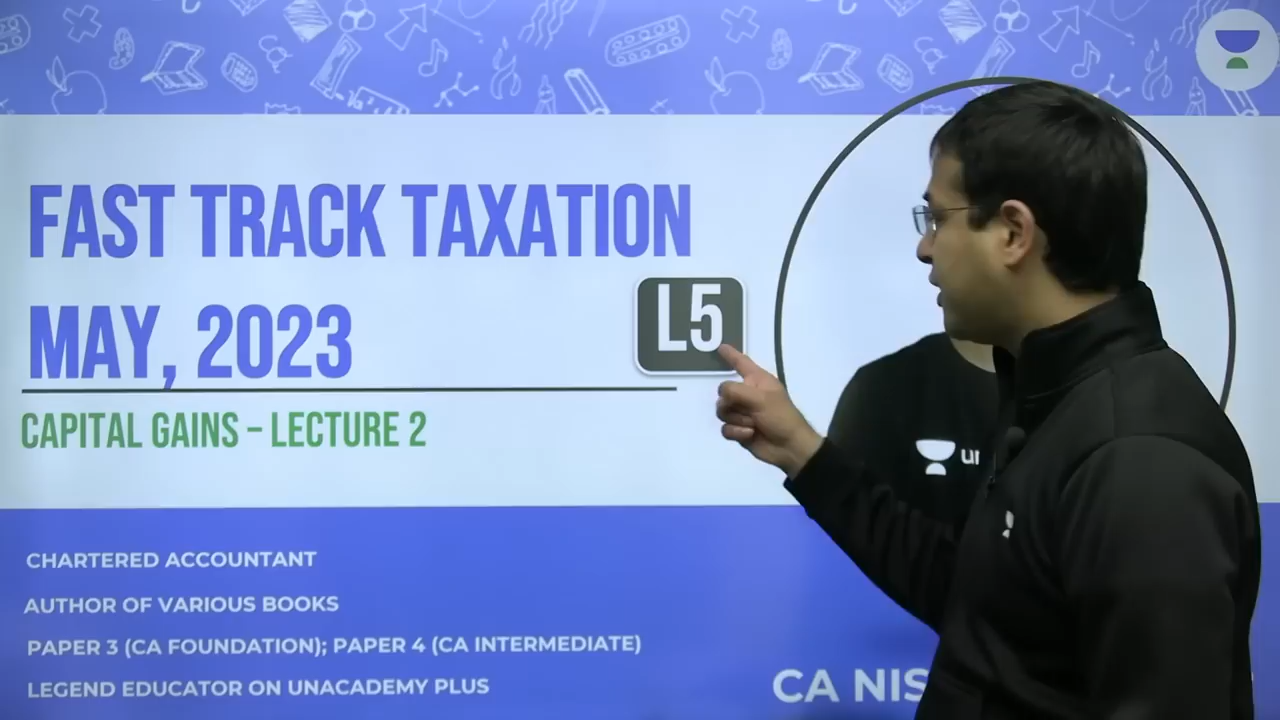 FAST TRACK TAXATION
MAY, 2023
L5
CAPITAL GAINS – LECTURE 2
CHARTERED ACCOUNTANT
AUTHOR OF VARIOUS BOOKS
PAPER 3 (CA FOUNDATION); PAPER 4 (CA INTERMEDIATE)
LEGEND EDUCATOR ON UNACADEMY PLUS
CA